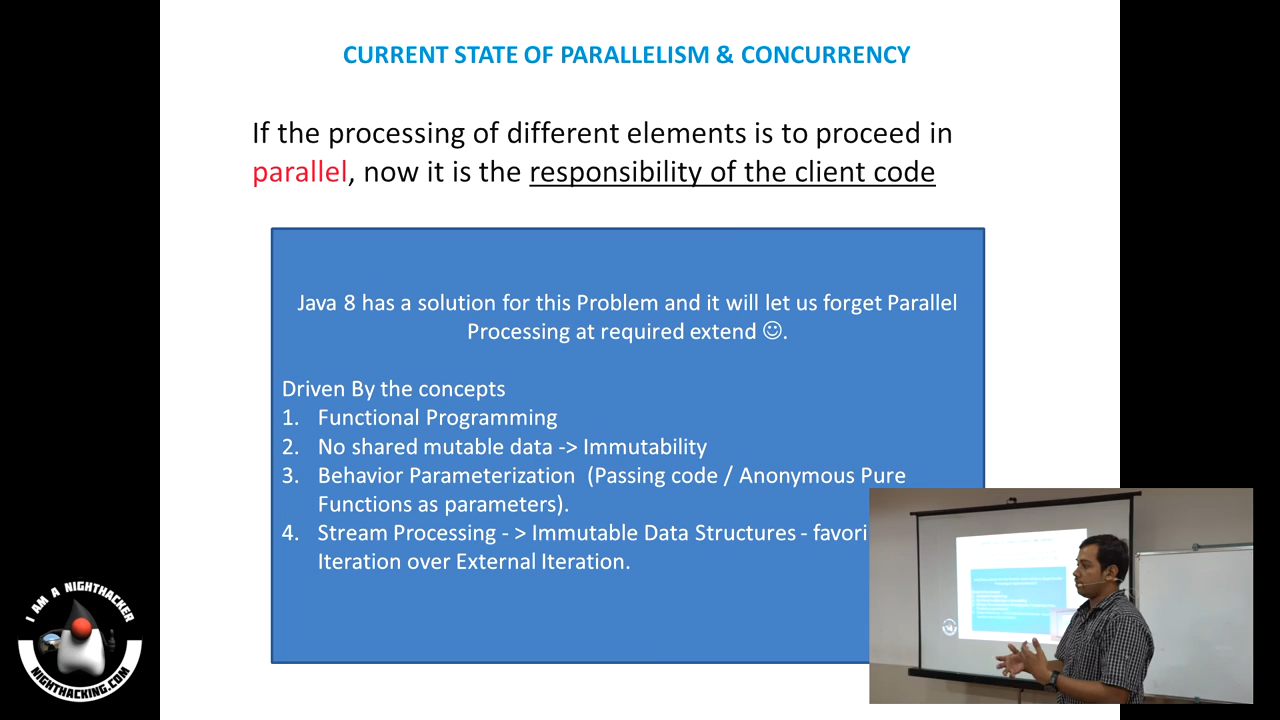 CURRENT STATE OF PARALLELISM & CONCURRENCY
If the processing of different elements is to proceed in
parallel, now it is the responsibility of the client code
Java 8 has a solution for this Problem and it will let us forget Parallel
Processing at required extend ☺.
Driven By the concepts
1. Functional Programming
2. No shared mutable data -> Immutability
3. Behavior Parameterization (Passing code / Anonymous Pure
Functions as parameters).
4. Stream Processing - > Immutable Data Structures - favori
Iteration over External Iteration.
I AM A NIGHTHACKER
NIGHTHACKING.COM